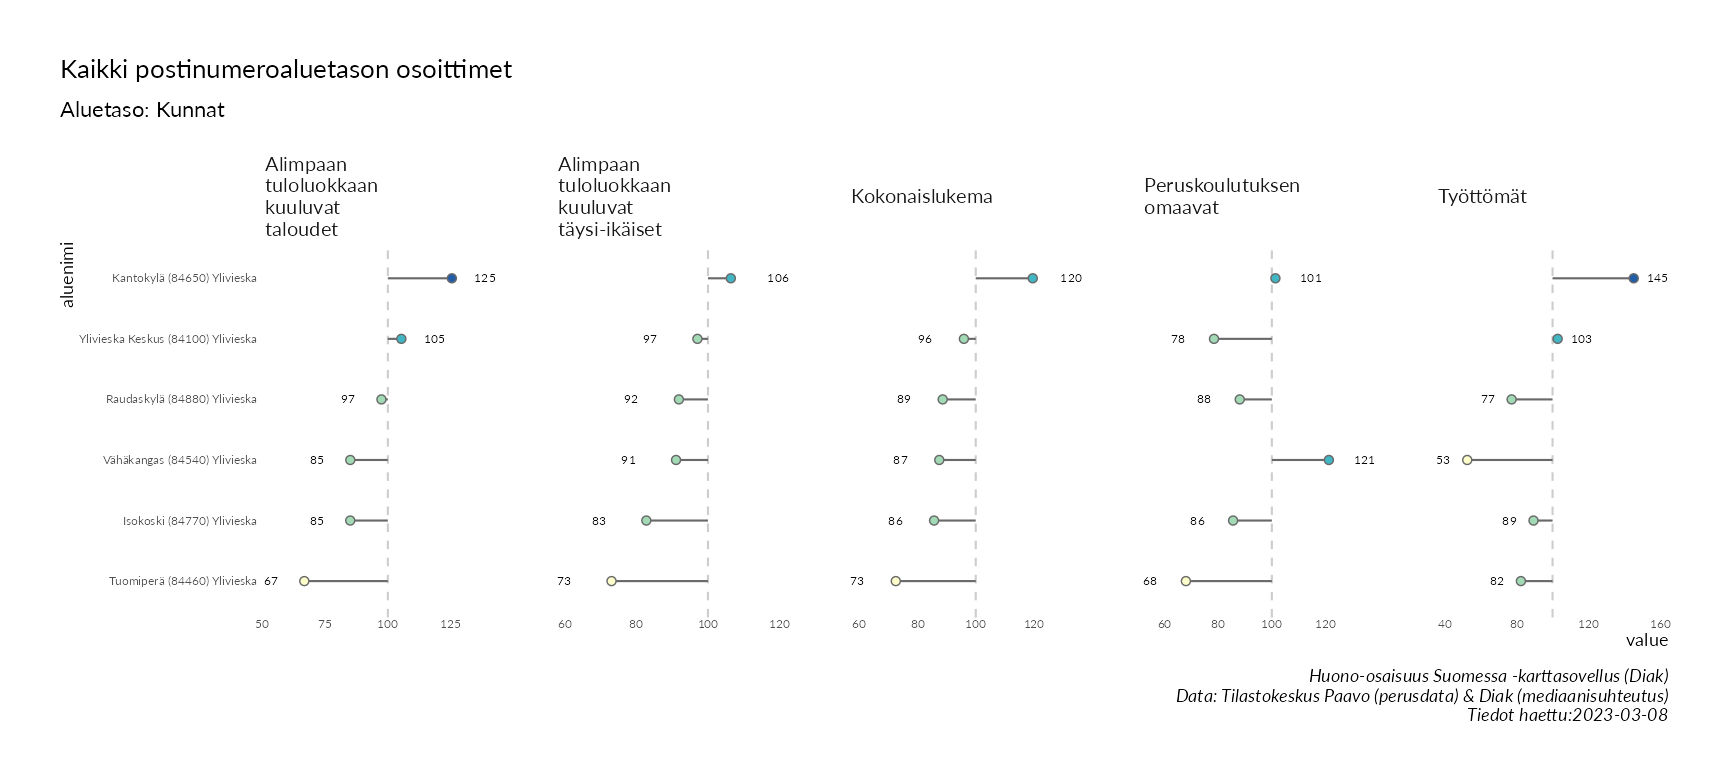 Kaikki postinumeroaluetason osoittimet
Aluetaso: Kunnat
Alimpaan
tuloluokkaan
kuuluvat
taloudet
Alimpaan
tuloluokkaan
kuuluvat
täysi-ikäiset
Kokonaislukema
Peruskoulutuksen
omaavat
Työttömät
aluenimi
Kantokylä (84650) Ylivieska 125 106 120 101 145
Ylivieska Keskus (84100) Ylivieska 105 97 96 78 103
Raudaskylä (84880) Ylivieska 97 92 89 88 77
Vähäkangas (84540) Ylivieska 85 91 87 121 53
Isokoski (84770) Ylivieska 85 83 86 86 89
Tuomiperä (84460) Ylivieska 67 73 73 68 82
50 75 100 125 60 80 100 120 60 80 100 120 60 80 100 120 40 80 120 160
value
Huono-osaisuus Suomessa -karttasovellus (Diak)
Data: Tilastokeskus Paavo (perusdata) & Diak (mediaanisuhteutus)
Tiedot haettu:2023-03-08